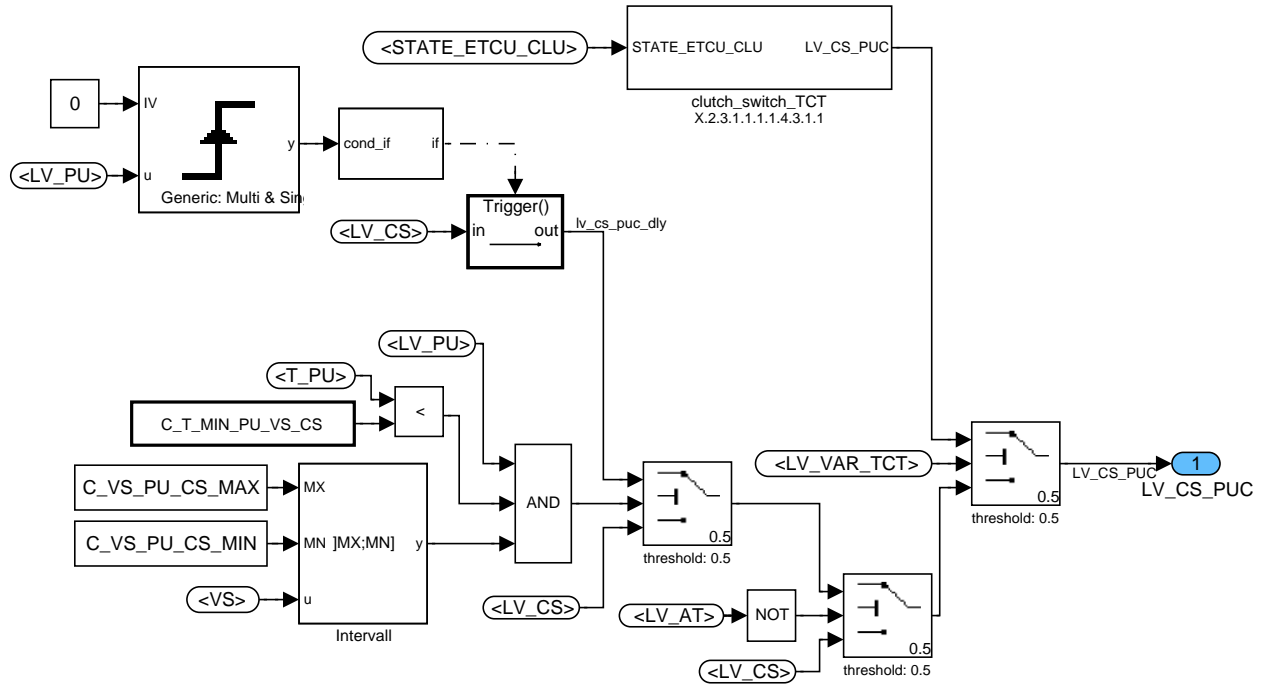 <STATE_ETCU_CLU>
STATE_ETCU_CLU
LV_CS_PUC
clutch_switch_TCT
X.2.3.1.1.1.1.4.3.1.1
0
IV
<LV_PU>
u
y
Generic: Multi & Sin
cond_if
if
Trigger()
<LV_CS>
in
out
lv_cs_puc_dly
<LV_PU>
<T_PU>
C_T_MIN_PU_VS_CS
<
C_VS_PU_CS_MAX
MX
C_VS_PU_CS_MIN
MN
]MX;MN]
y
<VS>
u
Intervall
AND
<LV_CS>
0.5
threshold: 0.5
<LV_AT>
NOT
<LV_CS>
0.5
threshold: 0.5
<LV_VAR_TCT>
0.5
threshold: 0.5
LV_CS_PUC
1
LV_CS_PUC